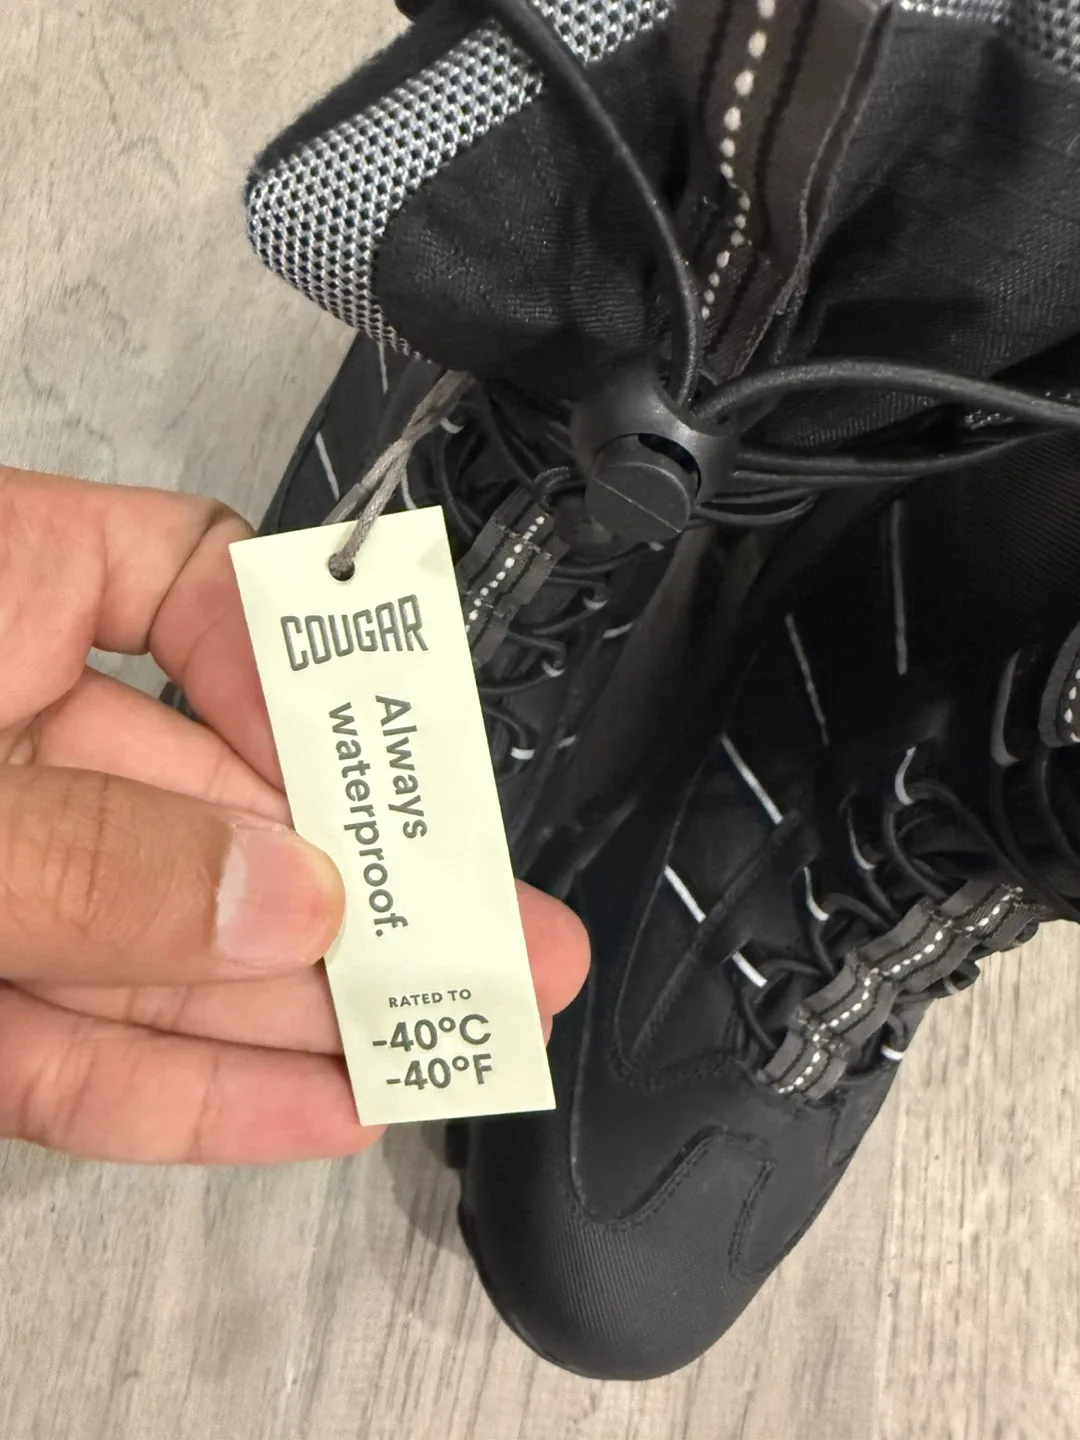 COUGAR
Always
waterproof.
RATED TO
-40°C
-40°F